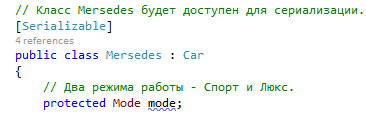 // Класс Mersedes будет доступен для сериализации.
[Serializable]
4 references
public class Mersedes : Car
{
// Два режима работы - Спорт и Люкс.
protected Mode mode;